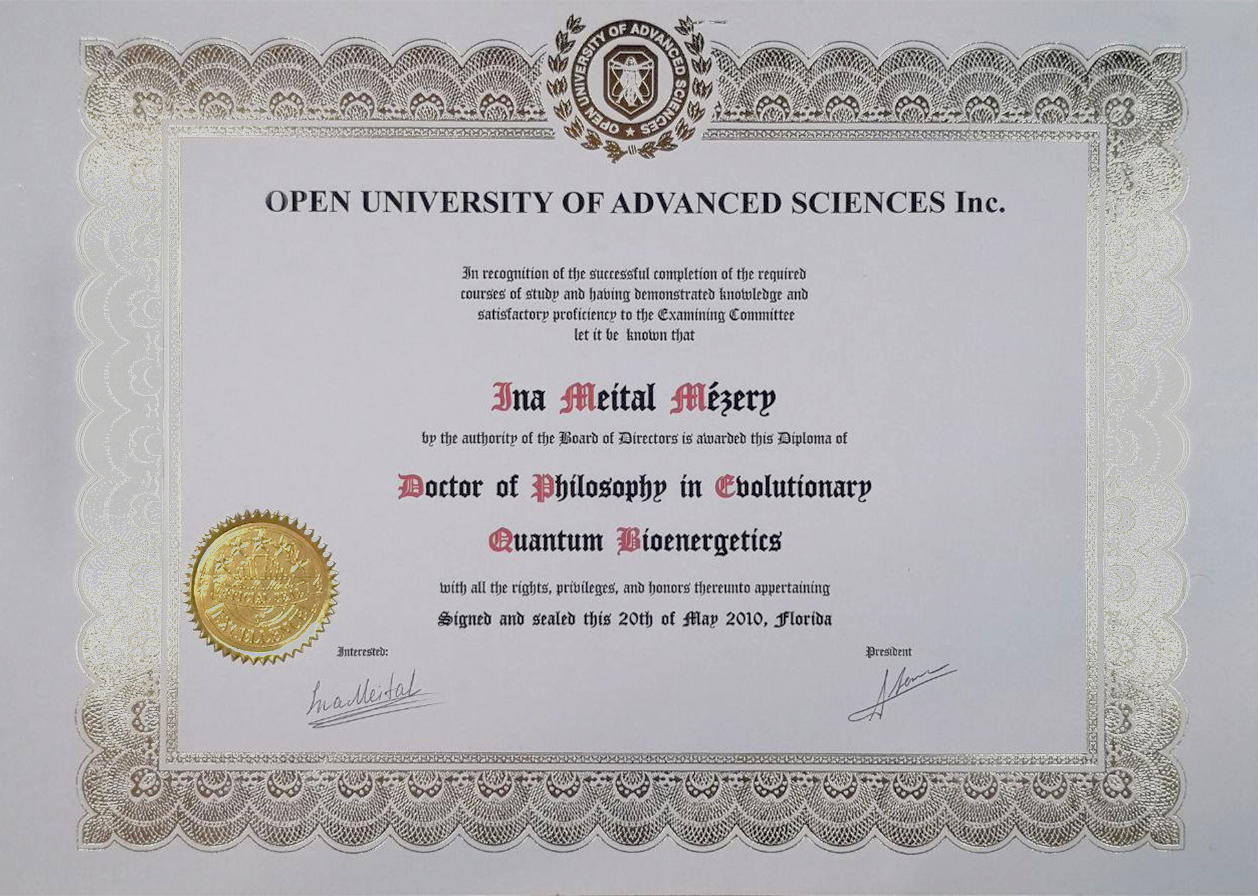 OPEN UNIVERSITY OF ADVANCED SCIENCES
OPEN UNIVERSITY OF ADVANCED SCIENCES Inc.
In recognition of the successful completion of the required
courses of study and having demonstrated knowledge and
satisfactory proficiency to the Examining Committee
let it be known that
Ina Meital Mézery
by the authority of the Board of Directors is awarded this Diploma of
Doctor of Philosophy in Evolutionary
Quantum Bioenergetics
with all the rights, privileges, and honors thereunto appertaining
Signed and sealed this 20th of May 2010, Florida
EXCELLENCE
Interested:
President
Ina Meital